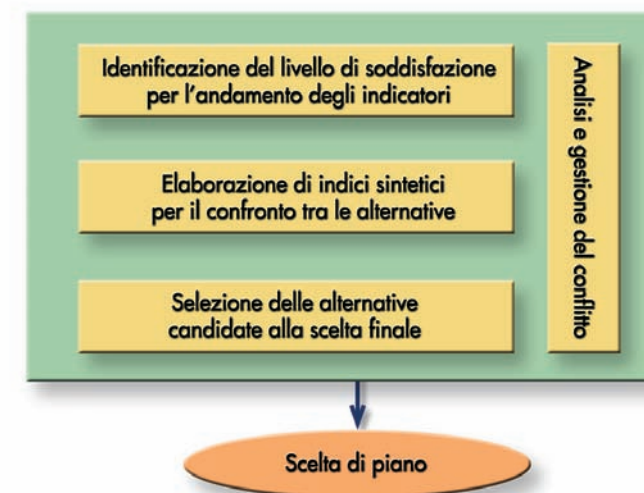 Identificazione del livello di soddisfazione
per l'andamento degli indicatori
Elaborazione di indici sintetici
per il confronto tra le alternative
Selezione delle alternative
candidate alla scelta finale
Analisi e gestione del conflitto
Scelta di piano